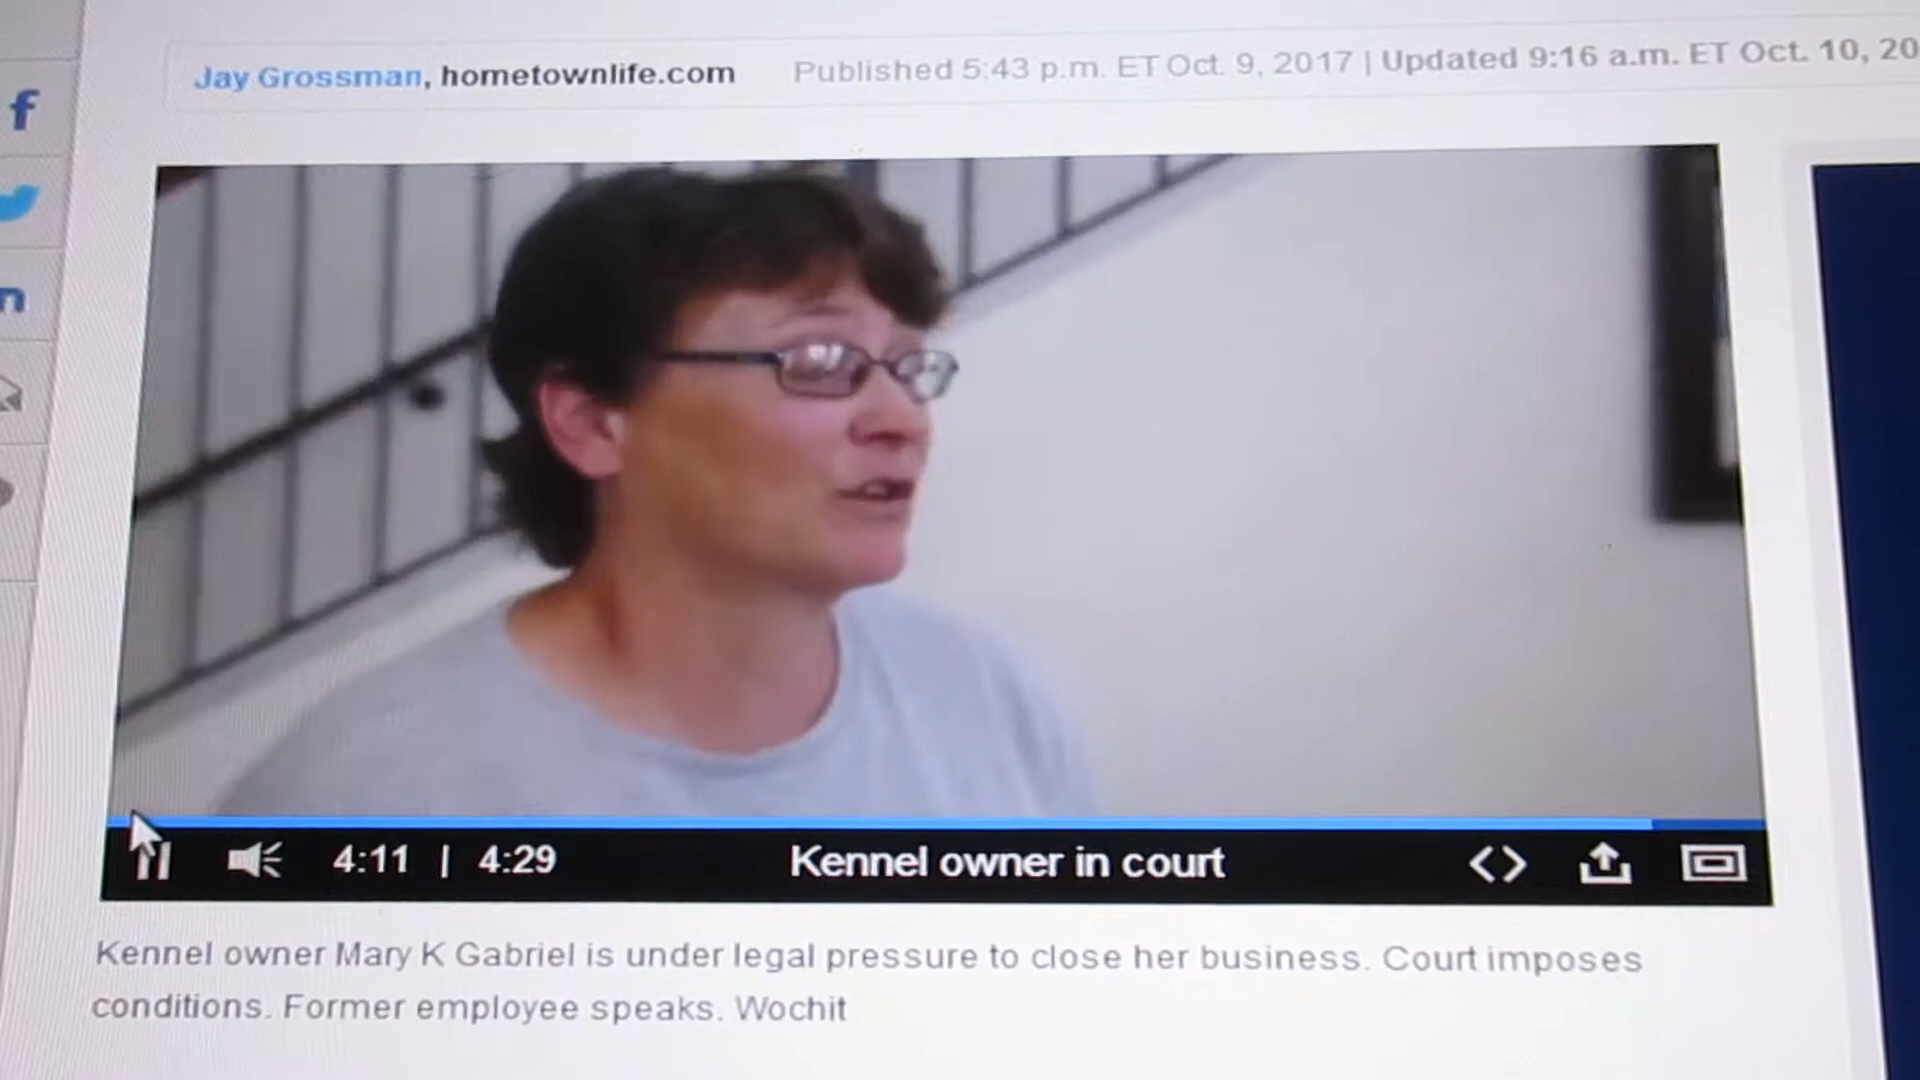 Jay Grossman, hometownlife.com Published 5:43 p.m. ET Oct. 9, 2017 | Updated 9:16 a.m. ET Oct. 10, 20
f
n
4:11 | 4:29 Kennel owner in court
Kennel owner Mary K Gabriel is under legal pressure to close her business. Court imposes
conditions. Former employee speaks. Wochit